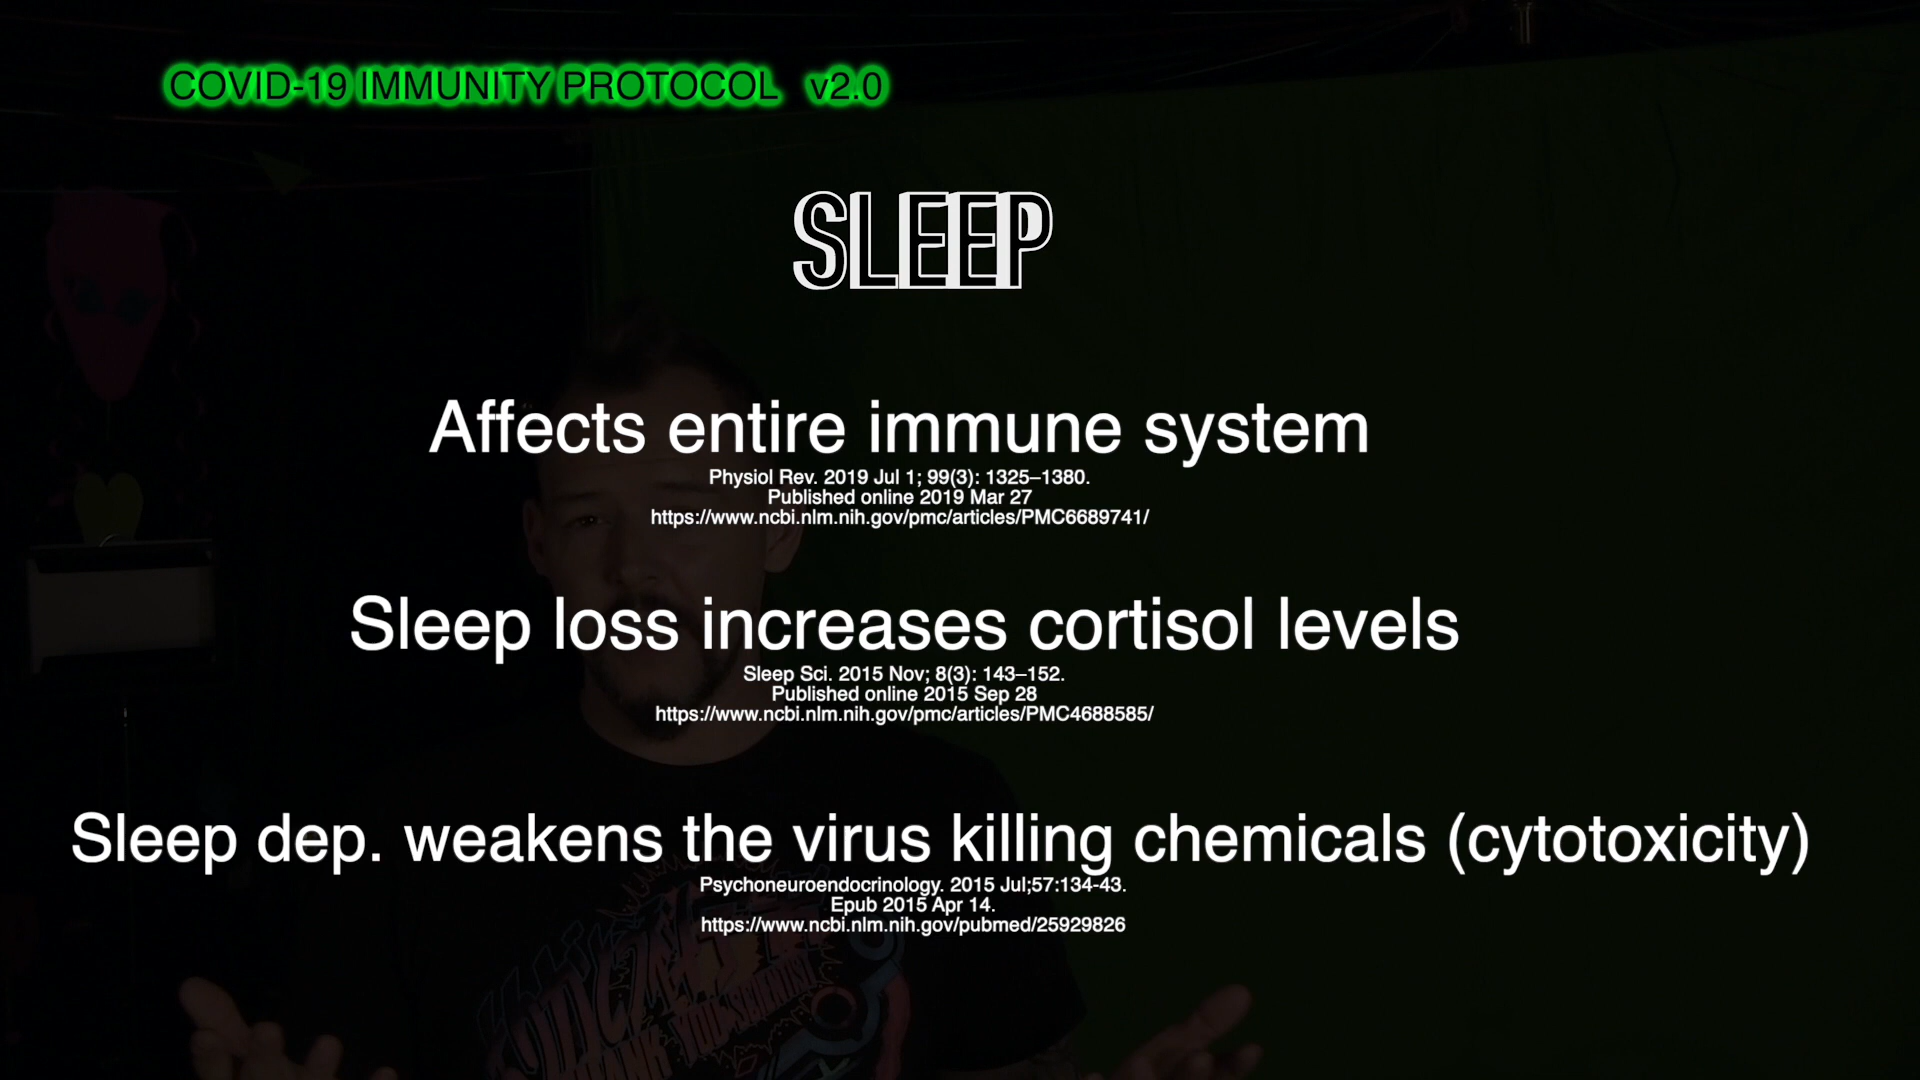 COVID-19 IMMUNITY PROTOCOL v2.0
SLEEP
Affects entire immune system
Physiol Rev. 2019 Jul 1; 99(3): 1325–1380.
Published online 2019 Mar 27
https://www.ncbi.nlm.nih.gov/pmc/articles/PMC6689741/
Sleep loss increases cortisol levels
Sleep Sci. 2015 Nov; 8(3): 143–152.
Published online 2015 Sep 28
https://www.ncbi.nlm.nih.gov/pmc/articles/PMC4688585/
Sleep dep. weakens the virus killing chemicals (cytotoxicity)
Psychoneuroendocrinology. 2015 Jul;57:134-43.
Epub 2015 Apr 14.
https://www.ncbi.nlm.nih.gov/pubmed/25929826
YOU SCIENTIST